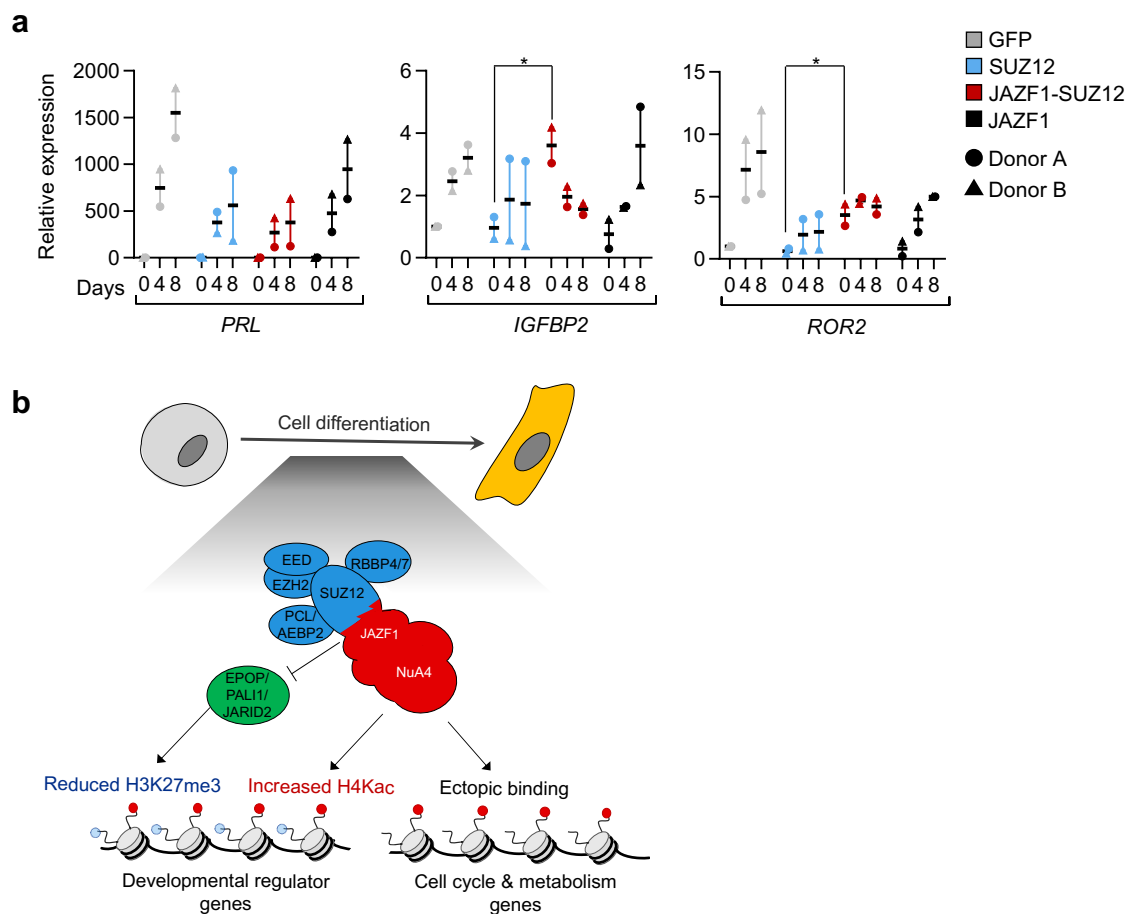 a
GFP
SUZ12
JAZF1-SUZ12
JAZF1
Donor A
Donor B
Relative expression
2000
1500
1000
500
0
Days
0 4 8 0 4 8 0 4 8 0 4 8
PRL
6
4
2
0
*
0 4 8 0 4 8 0 4 8 0 4 8
IGFBP2
15
10
5
0
*
0 4 8 0 4 8 0 4 8 0 4 8
ROR2
b
Cell differentiation
EED
EZH2
RBBP4/7
SUZ12
PCL/
AEBP2
JAZF1
NuA4
EPOP/
PALI1/
JARID2
Reduced H3K27me3
Increased H4Kac
Ectopic binding
Developmental regulator
genes
Cell cycle & metabolism
genes